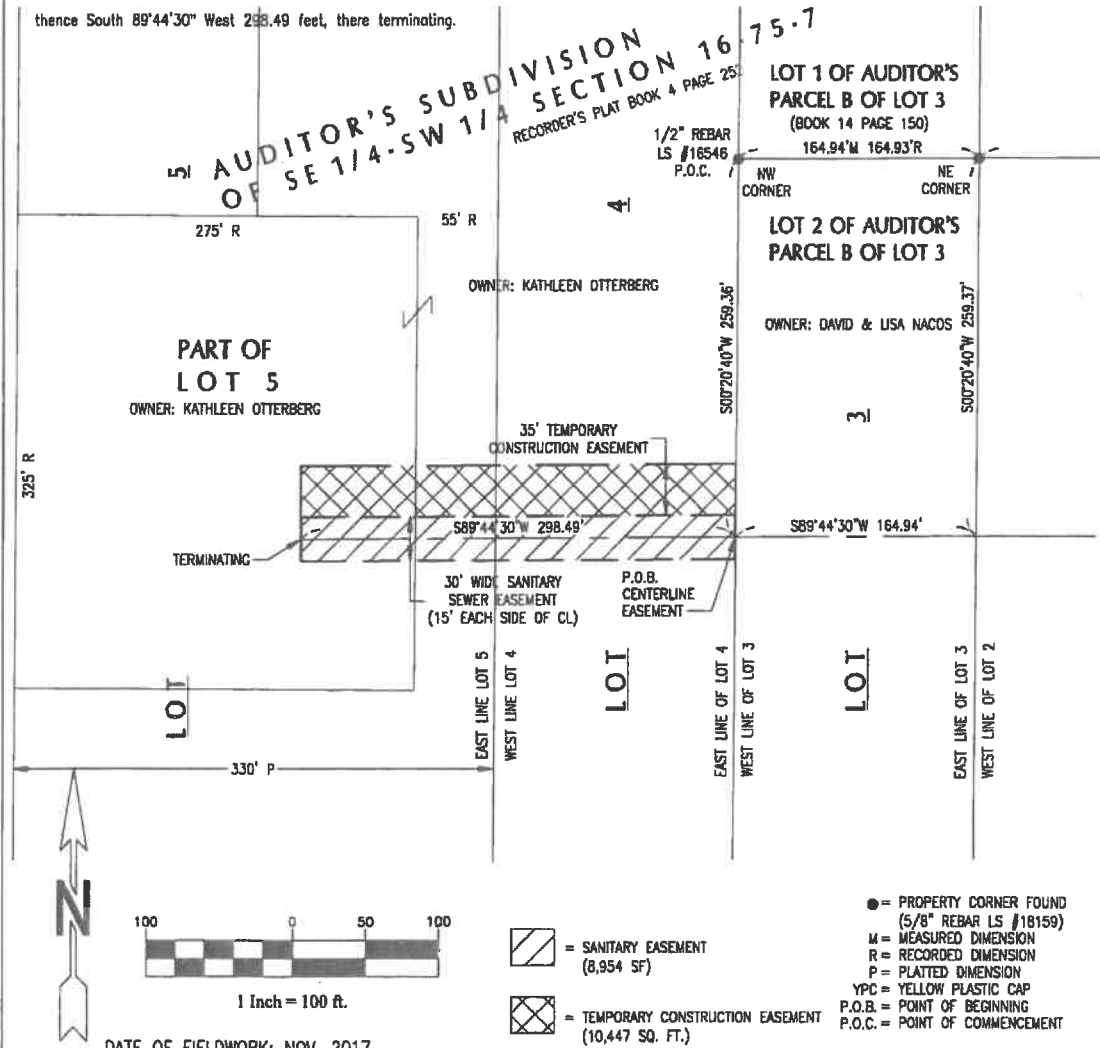 thence South 89°44'30" West 298.49 feet, there terminating.
AUDITOR'S SUBDIVISION
OF SE 1/4-SW 1/4 SECTION 16-75-7
RECORDER'S PLAT BOOK 4 PAGE 25
5
LOT 1 OF AUDITOR'S
PARCEL B OF LOT 3
(BOOK 14 PAGE 150)
164.94'M 164.93'R
1/2" REBAR
LS #16546
P.O.C.
NW
CORNER
NE
CORNER
4
LOT 2 OF AUDITOR'S
PARCEL B OF LOT 3
275' R
55' R
OWNER: KATHLEEN OTTERBERG
OWNER: DAVID & LISA NACOS
S00°20'40"W 259.36'
S00°20'40"W 259.37'
PART OF
LOT 5
OWNER: KATHLEEN OTTERBERG
3
325' R
35' TEMPORARY
CONSTRUCTION EASEMENT
S89°44'30"W 298.49'
S89°44'30"W 164.94'
TERMINATING
30' WIDE SANITARY
SEWER EASEMENT
(15' EACH SIDE OF CL)
P.O.B.
CENTERLINE
EASEMENT
LOT
EAST LINE LOT 5
WEST LINE LOT 4
LOT
EAST LINE OF LOT 4
WEST LINE OF LOT 3
LOT
EAST LINE OF LOT 3
WEST LINE OF LOT 2
330' P
N
100 0 50 100
1 Inch = 100 ft.
= SANITARY EASEMENT
(8,954 SF)
= TEMPORARY CONSTRUCTION EASEMENT
(10,447 SQ. FT.)
= PROPERTY CORNER FOUND
(5/8" REBAR LS #18159)
M = MEASURED DIMENSION
R = RECORDED DIMENSION
P = PLATTED DIMENSION
YPC = YELLOW PLASTIC CAP
P.O.B. = POINT OF BEGINNING
P.O.C. = POINT OF COMMENCEMENT
DATE OF FIELDWORK: NOV. 2017